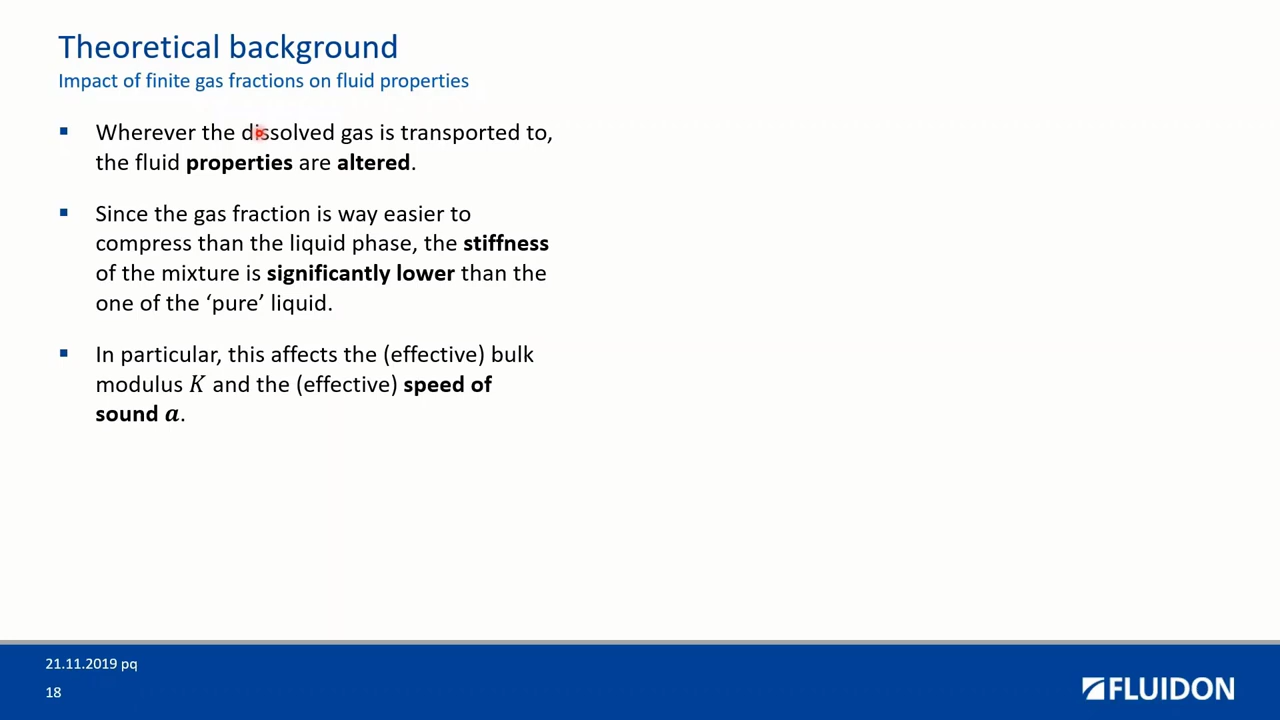 Theoretical background
Impact of finite gas fractions on fluid properties
▪ Wherever the dissolved gas is transported to,
the fluid properties are altered.
▪ Since the gas fraction is way easier to
compress than the liquid phase, the stiffness
of the mixture is significantly lower than the
one of the ‘pure’ liquid.
▪ In particular, this affects the (effective) bulk
modulus K and the (effective) speed of
sound a.
21.11.2019 pq
18
FLUIDON